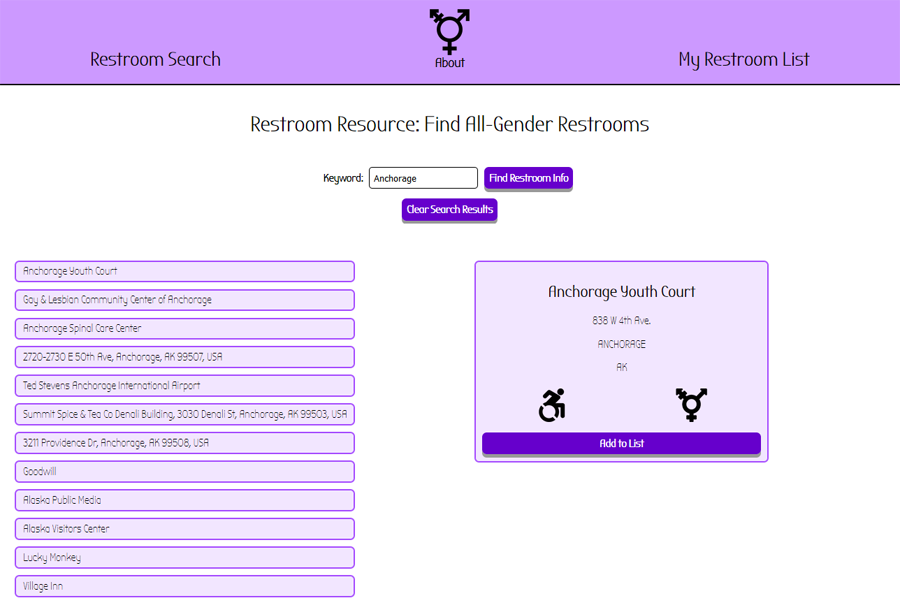 Restroom Search
About
My Restroom List
Restroom Resource: Find All-Gender Restrooms
Keyword: Anchorage Find Restroom Info
Clear Search Results
Anchorage Youth Court
Gay & Lesbian Community Center of Anchorage
Anchorage Spinal Care Center
2720-2730 E 50th Ave, Anchorage, AK 99507, USA
Ted Stevens Anchorage International Airport
Summit Spice & Tea Co Denali Building, 3030 Denali St, Anchorage, AK 99503, USA
3211 Providence Dr, Anchorage, AK 99508, USA
Goodwill
Alaska Public Media
Alaska Visitors Center
Lucky Monkey
Village Inn
Anchorage Youth Court
838 W 4th Ave.
ANCHORAGE
AK
Add to List